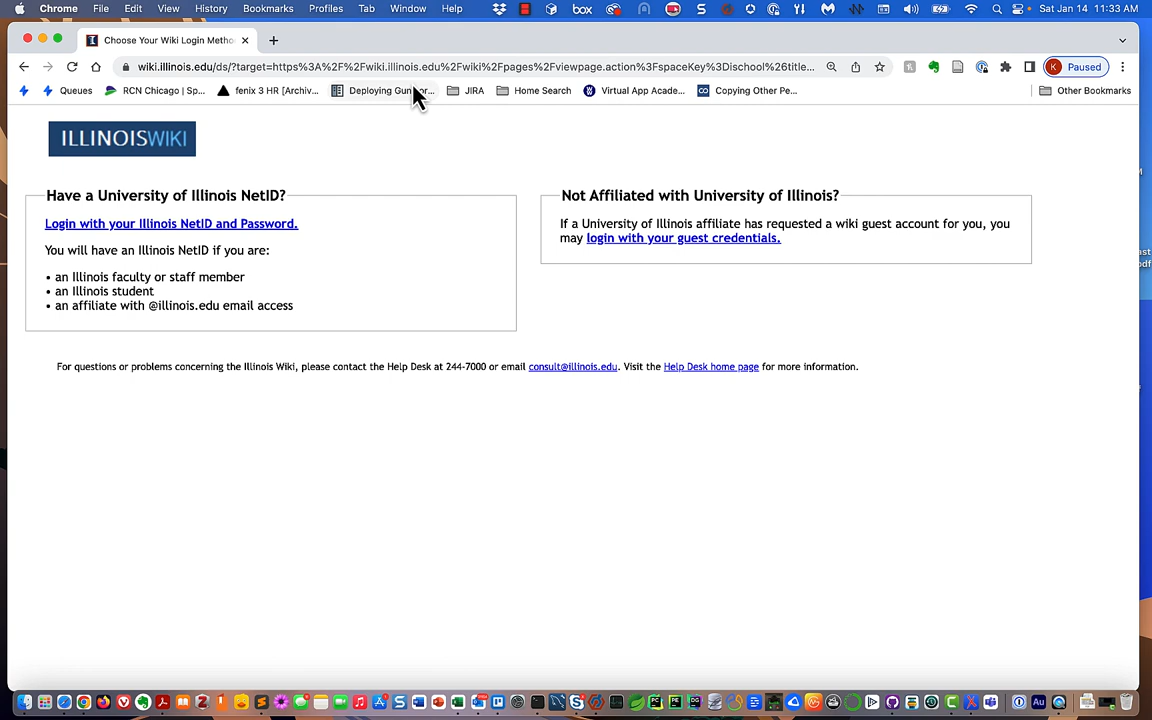 Chrome File Edit View History Bookmarks Profiles Tab Window Help box Sat Jan 14 11:33 AM
Choose Your Wiki Login Metho
wiki.illinois.edu/ds/?target=https%3A%2F%2Fwiki.illinois.edu%2Fwiki%2Fpages%2Fviewpage.action%3FspaceKey%3Dischool%26title... K Paused
Queues RCN Chicago | Sp... fenix 3 HR [Archiv... Deploying JIRA Home Search Virtual App Acade... Copying Other Pe... Other Bookmarks
ILLINOISWIKI
Have a University of Illinois NetID?
Login with your Illinois NetID and Password.
You will have an Illinois NetID if you are:
• an Illinois faculty or staff member
• an Illinois student
• an affiliate with @illinois.edu email access
Not Affiliated with University of Illinois?
If a University of Illinois affiliate has requested a wiki guest account for you, you
may login with your guest credentials.
For questions or problems concerning the Illinois Wiki, please contact the Help Desk at 244-7000 or email consult@illinois.edu. Visit the Help Desk home page for more information.